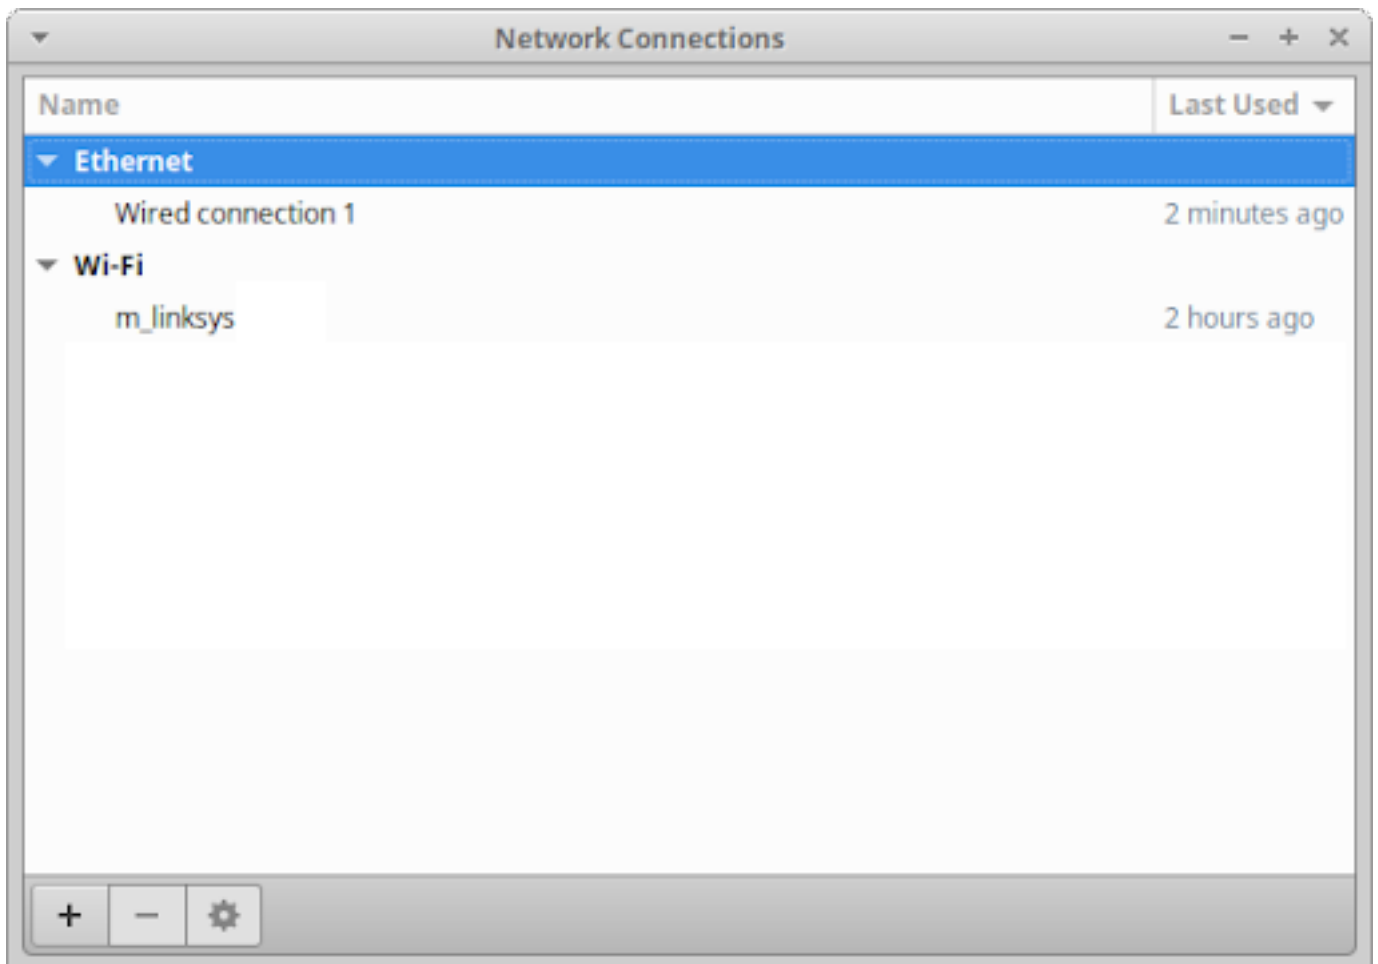 Network Connections
Name Last Used
Ethernet
Wired connection 1 2 minutes ago
Wi-Fi
m_linksys 2 hours ago